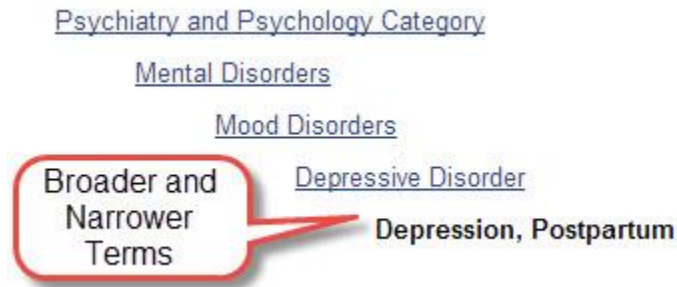 Psychiatry and Psychology Category
Mental Disorders
Mood Disorders
Depressive Disorder
Broader and
Narrower
Terms
Depression, Postpartum